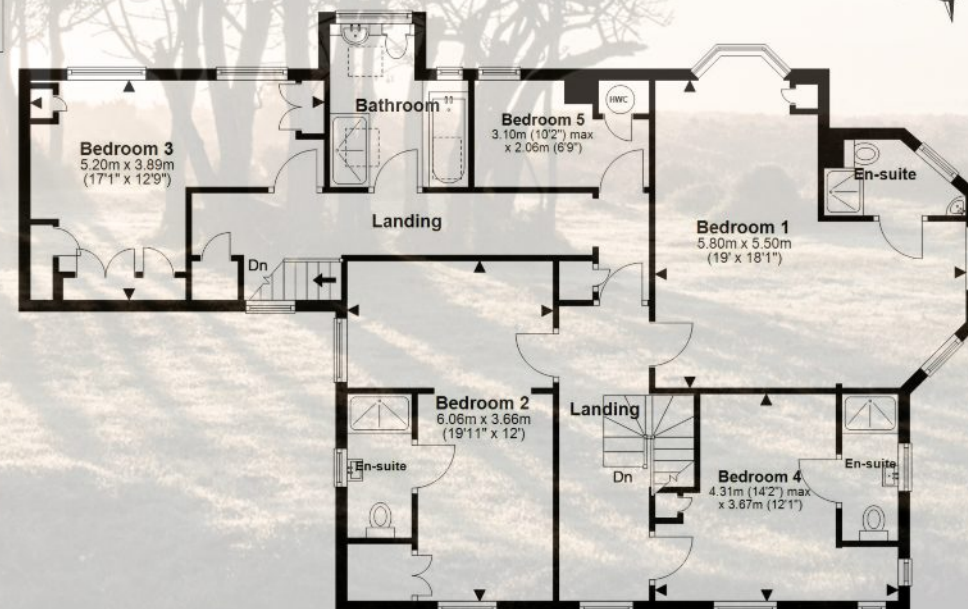 Bathroom
HWC
Bedroom 5
3.10m (10'2") max
x 2.06m (6'9")
Bedroom 3
5.20m x 3.89m
(17'1" x 12'9")
En-suite
Landing
Bedroom 1
5.80m x 5.50m
(19' x 18'1")
Dn
Bedroom 2
6.06m x 3.66m
(19'11" x 12')
Landing
En-suite
Dn
Bedroom 4
4.31m (14'2") max
x 3.67m (12'1")
En-suite